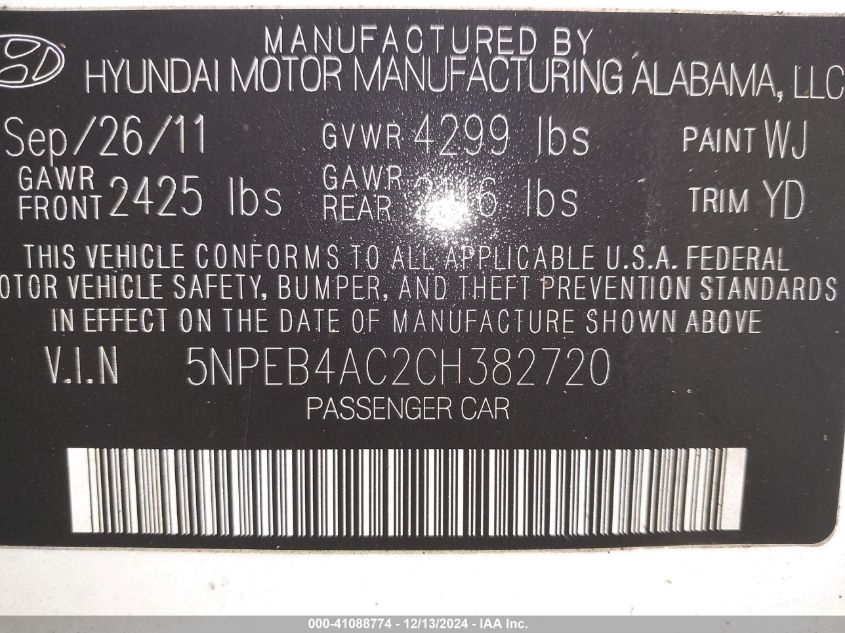 MANUFACTURED BY
HYUNDAI MOTOR MANUFACTURING ALABAMA, LLC
Sep/26/11 GVWR 4299 lbs PAINT WJ
GAWR FRONT 2425 lbs GAWR REAR lbs TRIM YD
THIS VEHICLE CONFORMS TO ALL APPLICABLE U.S.A. FEDERAL
OTOR VEHICLE SAFETY, BUMPER, AND THEFT PREVENTION STANDARDS
IN EFFECT ON THE DATE OF MANUFACTURE SHOWN ABOVE
V.I.N 5NPEB4AC2CH382720
PASSENGER CAR
000-41088774 - 12/13/2024 - IAA, Inc.